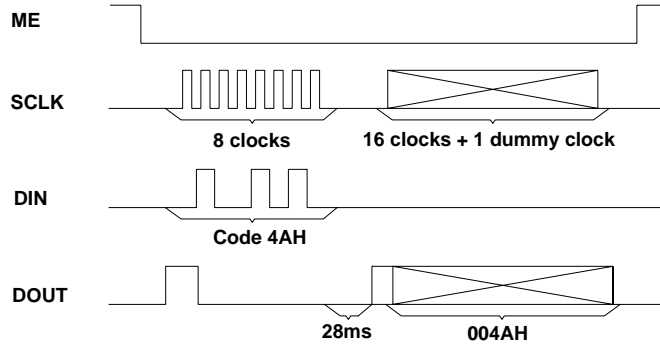 ME
SCLK
8 clocks
16 clocks + 1 dummy clock
DIN
Code 4AH
DOUT
28ms
004AH